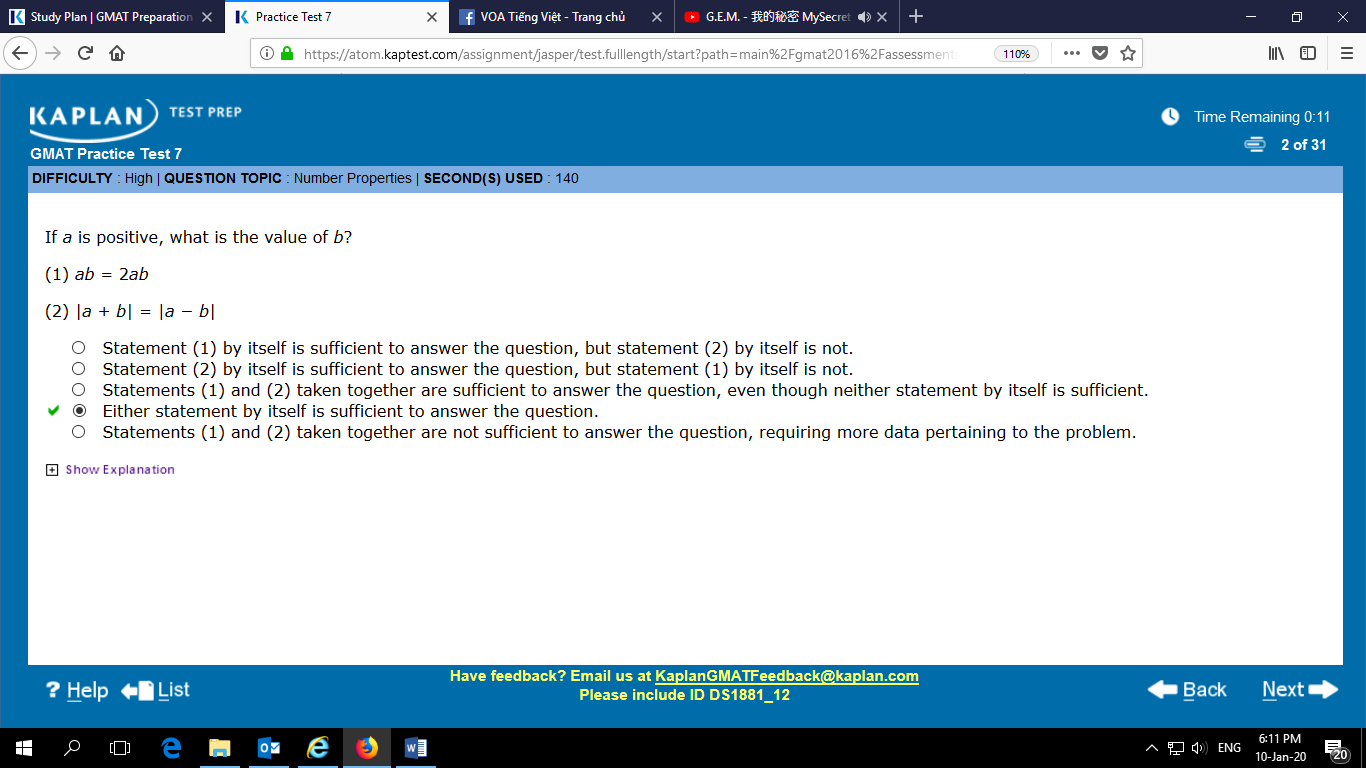 Study Plan | GMAT Preparation
Practice Test 7
VOA Tiếng Việt - Trang chủ
G.E.M. - 我的秘密 MySecret
https://atom.kaptest.com/assignment/jasper/test.fulllength/start?path=main%2Fgmat2016%2Fassessment
110%
KAPLAN TEST PREP
Time Remaining 0:11
2 of 31
GMAT Practice Test 7
DIFFICULTY : High | QUESTION TOPIC : Number Properties | SECOND(S) USED : 140
If a is positive, what is the value of b?
(1) ab = 2ab
(2) |a + b| = |a − b|
Statement (1) by itself is sufficient to answer the question, but statement (2) by itself is not.
Statement (2) by itself is sufficient to answer the question, but statement (1) by itself is not.
Statements (1) and (2) taken together are sufficient to answer the question, even though neither statement by itself is sufficient.
Either statement by itself is sufficient to answer the question.
Statements (1) and (2) taken together are not sufficient to answer the question, requiring more data pertaining to the problem.
Show Explanation
Have feedback? Email us at KaplanGMATFeedback@kaplan.com
Please include ID DS1881_12
? Help
List
Back
Next
ENG
6:11 PM
10-Jan-20
20